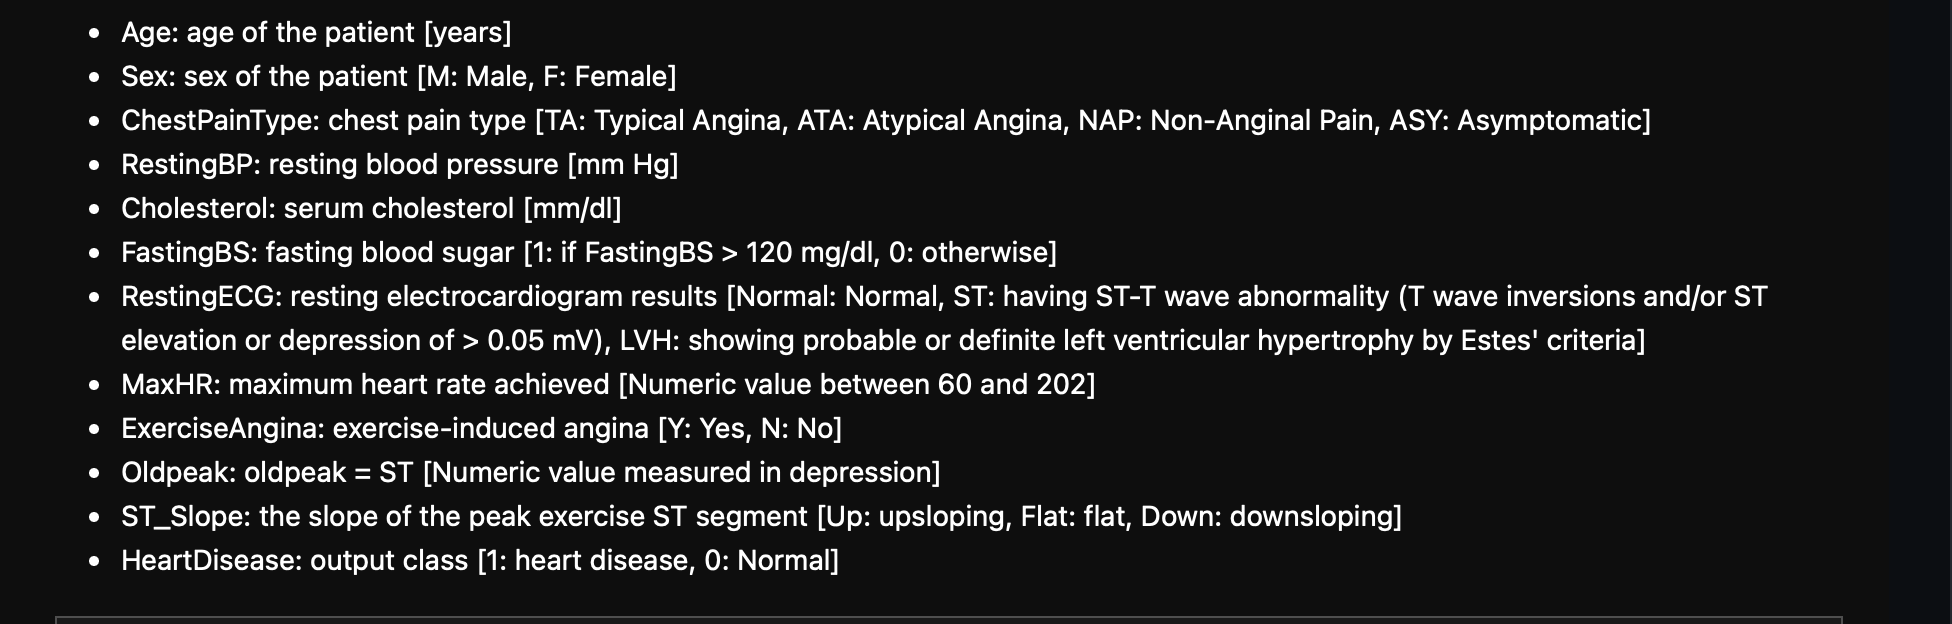 • Age: age of the patient [years]
• Sex: sex of the patient [M: Male, F: Female]
• ChestPainType: chest pain type [TA: Typical Angina, ATA: Atypical Angina, NAP: Non-Anginal Pain, ASY: Asymptomatic]
• RestingBP: resting blood pressure [mm Hg]
• Cholesterol: serum cholesterol [mm/dl]
• FastingBS: fasting blood sugar [1: if FastingBS > 120 mg/dl, 0: otherwise]
• RestingECG: resting electrocardiogram results [Normal: Normal, ST: having ST-T wave abnormality (T wave inversions and/or ST
elevation or depression of > 0.05 mV), LVH: showing probable or definite left ventricular hypertrophy by Estes' criteria]
• MaxHR: maximum heart rate achieved [Numeric value between 60 and 202]
• ExerciseAngina: exercise-induced angina [Y: Yes, N: No]
• Oldpeak: oldpeak = ST [Numeric value measured in depression]
• ST_Slope: the slope of the peak exercise ST segment [Up: upsloping, Flat: flat, Down: downsloping]
• HeartDisease: output class [1: heart disease, 0: Normal]